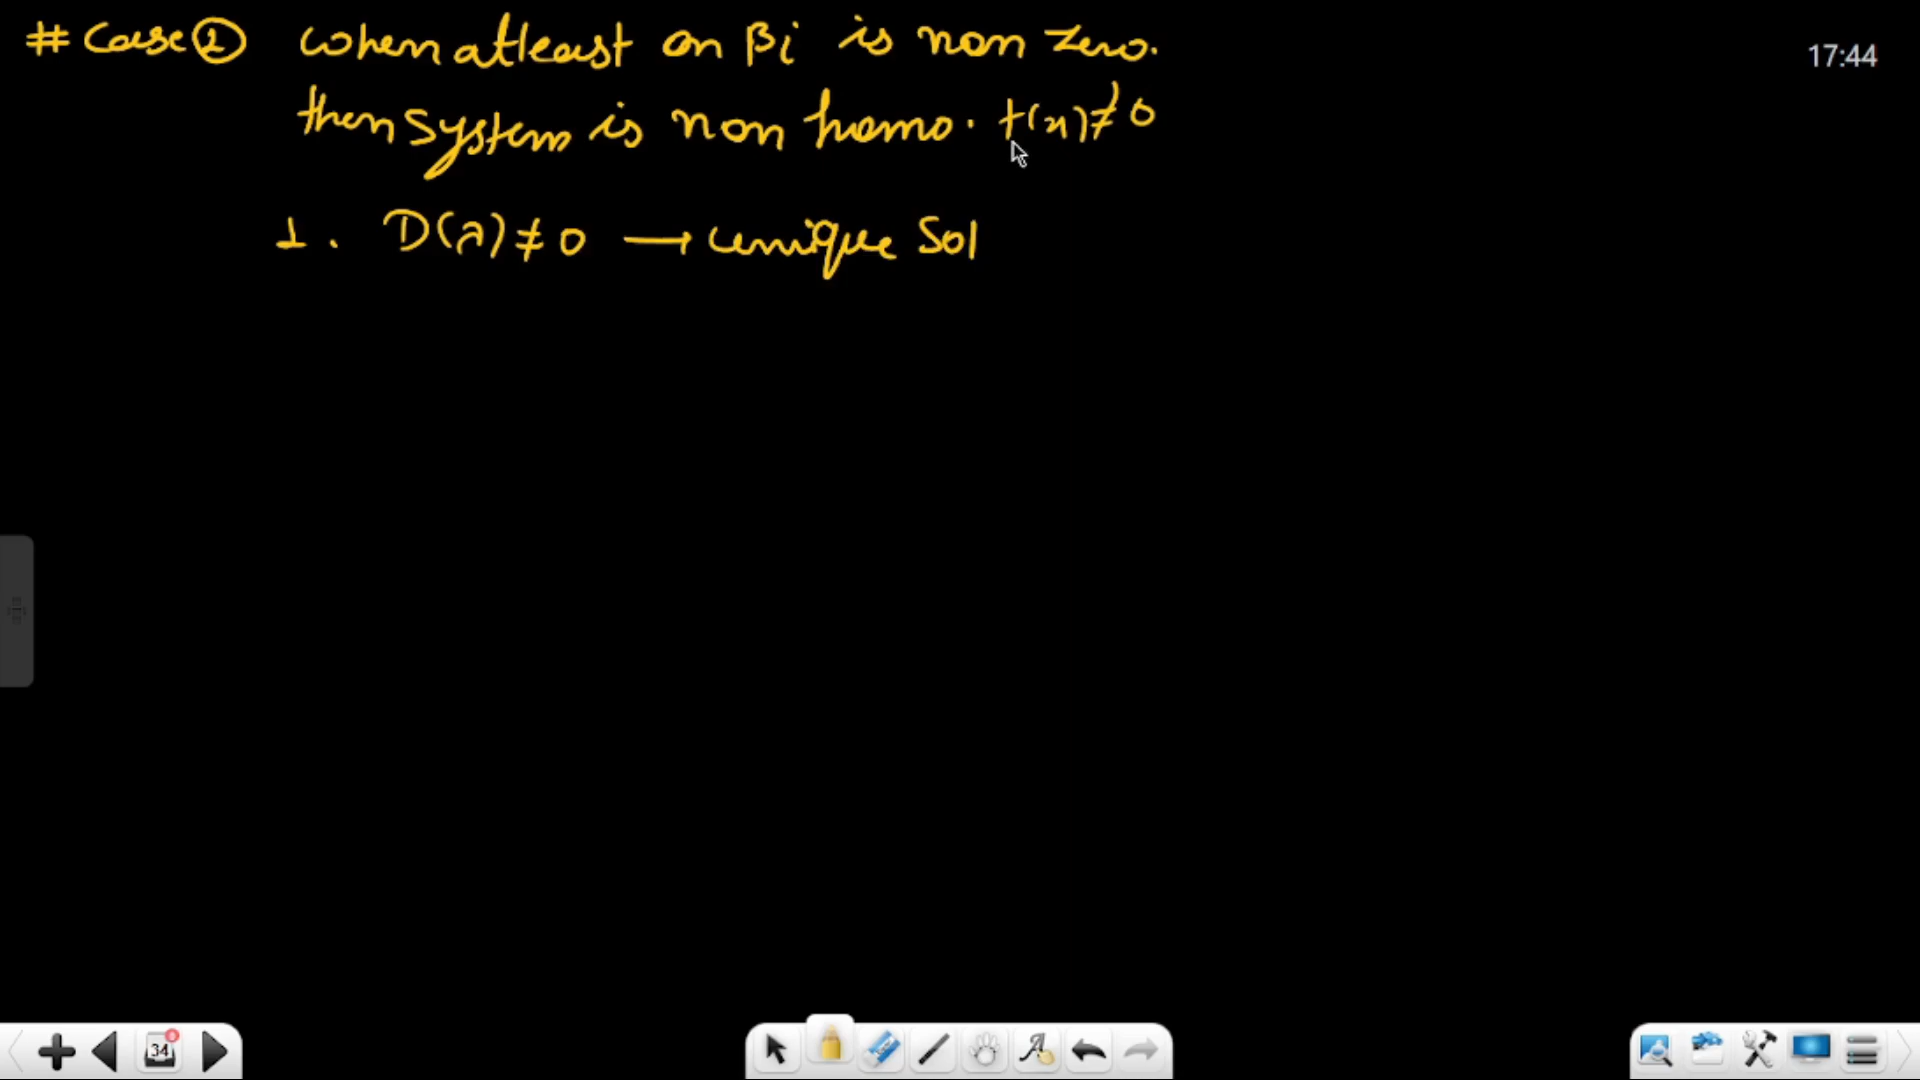 # Case ② when atleast on βi is non zero.
17:44
then system is non homo. f(x) ≠ 0
1. D(λ) ≠ 0 → unique Sol
34